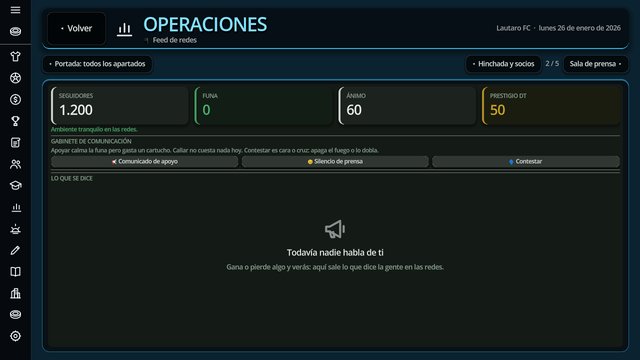 Volver
OPERACIONES
Feed de redes
Lautaro FC · lunes 26 de enero de 2026
Portada: todos los apartados
Hinchada y socios
2 / 5
Sala de prensa
SEGUIDORES
1.200
FUNA
0
ÁNIMO
60
PRESTIGIO DT
50
Ambiente tranquilo en las redes.
GABINETE DE COMUNICACIÓN
Apoyar calma la funa pero gasta un cartucho. Callar no cuesta nada hoy. Contestar es cara o cruz: apaga el fuego o lo dobla.
Comunicado de apoyo
Silencio de prensa
Contestar
LO QUE SE DICE
Todavía nadie habla de ti
Gana o pierde algo y verás: aquí sale lo que dice la gente en las redes.